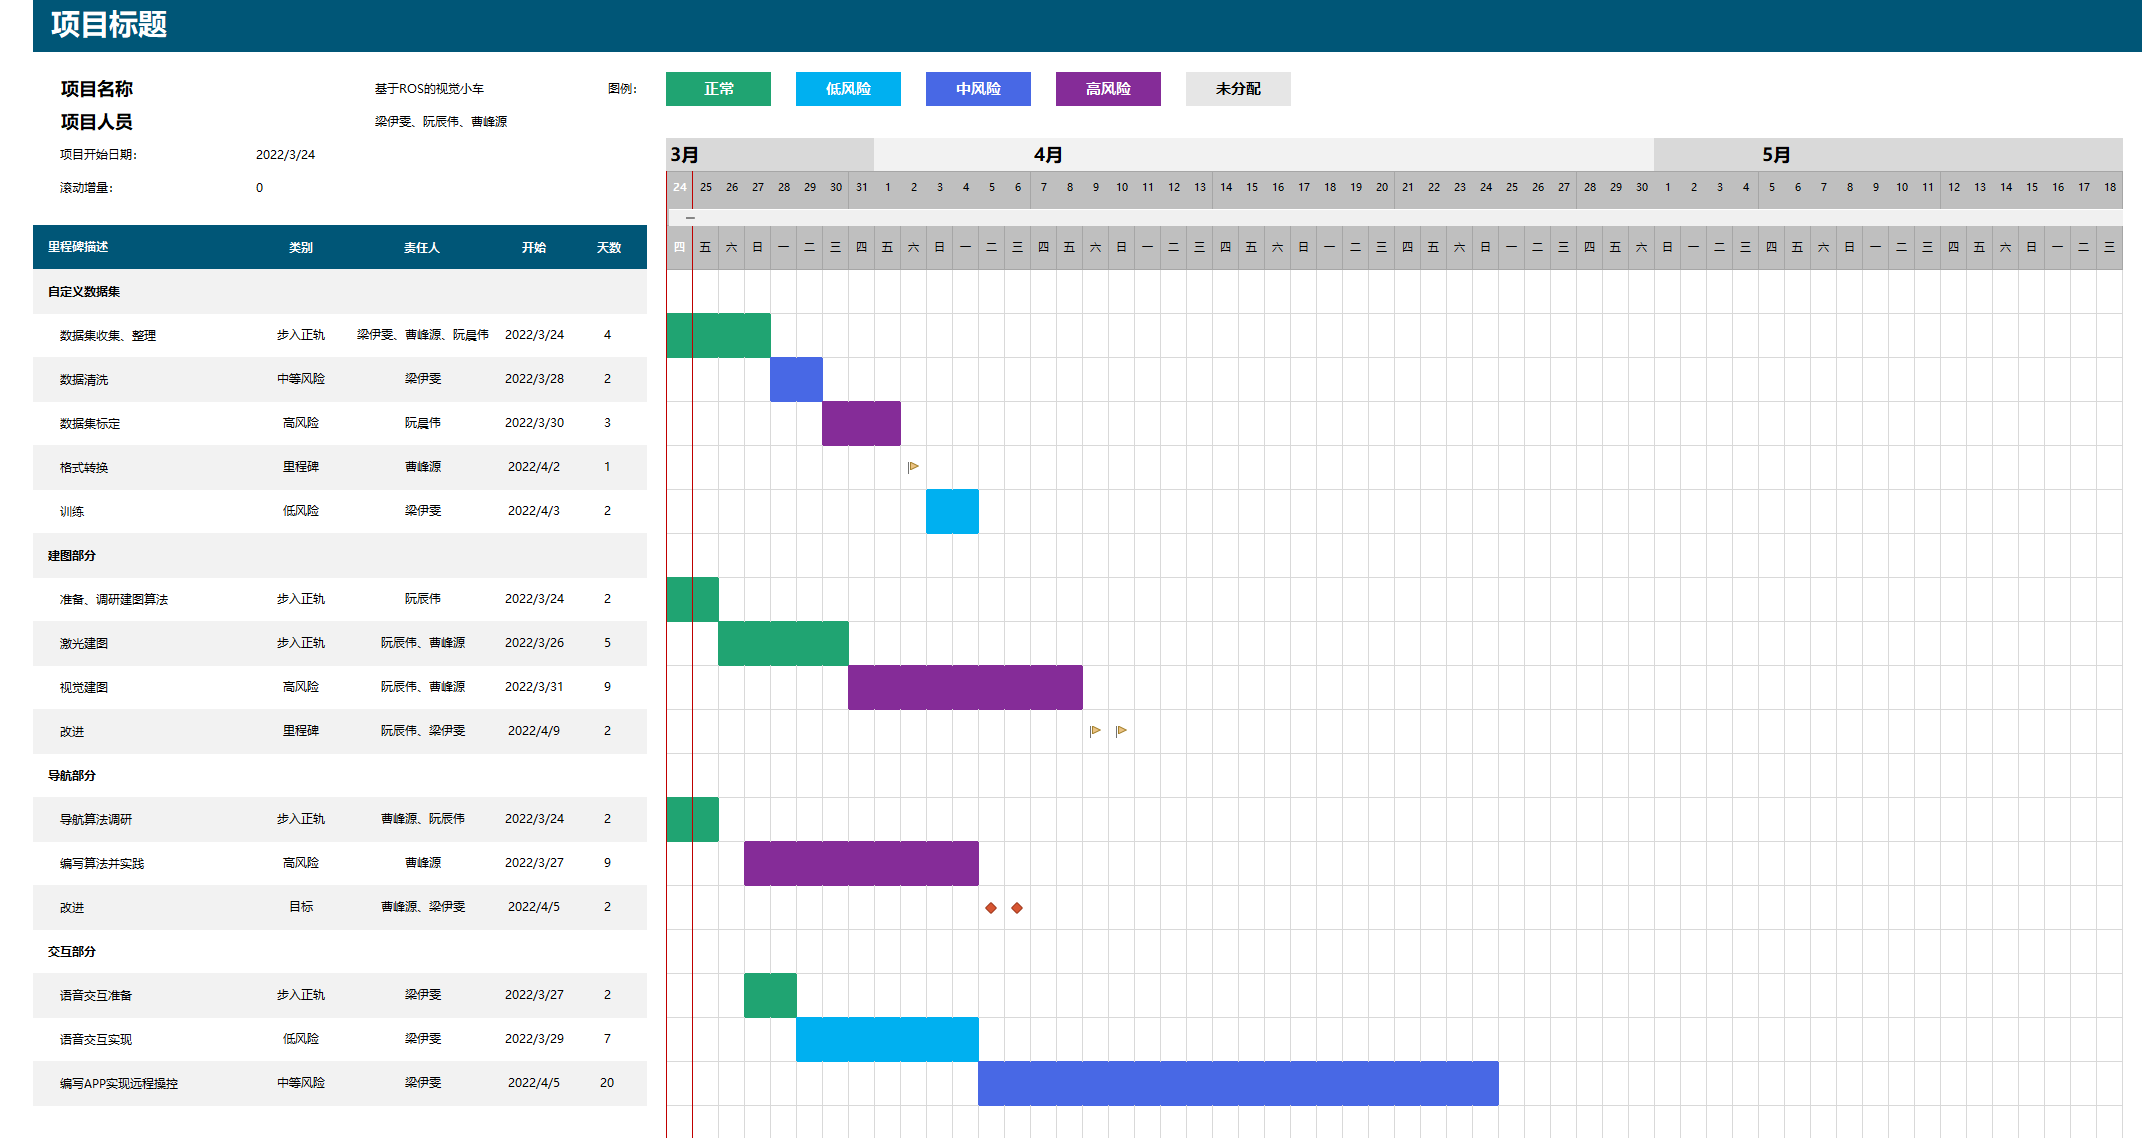 项目标题
项目名称 基于ROS的视觉小车 图例： 正常 低风险 中风险 高风险 未分配
项目人员 梁伊雯、阮辰伟、曹峰源
项目开始日期： 2022/3/24 3月 4月 5月
滚动增量： 0 24 25 26 27 28 29 30 31 1 2 3 4 5 6 7 8 9 10 11 12 13 14 15 16 17 18 19 20 21 22 23 24 25 26 27 28 29 30 1 2 3 4 5 6 7 8 9 10 11 12 13 14 15 16 17 18
里程碑描述 类别 责任人 开始 天数 四 五 六 日 一 二 三 四 五 六 日 一 二 三 四 五 六 日 一 二 三 四 五 六 日 一 二 三 四 五 六 日 一 二 三 四 五 六 日 一 二 三 四 五 六 日 一 二 三 四 五 六 日 一 二 三
自定义数据集
数据集收集、整理 步入正轨 梁伊雯、曹峰源、阮晨伟 2022/3/24 4
数据清洗 中等风险 梁伊雯 2022/3/28 2
数据集标定 高风险 阮晨伟 2022/3/30 3
格式转换 里程碑 曹峰源 2022/4/2 1
训练 低风险 梁伊雯 2022/4/3 2
建图部分
准备、调研建图算法 步入正轨 阮辰伟 2022/3/24 2
激光建图 步入正轨 阮辰伟、曹峰源 2022/3/26 5
视觉建图 高风险 阮辰伟、曹峰源 2022/3/31 9
改进 里程碑 阮辰伟、梁伊雯 2022/4/9 2
导航部分
导航算法调研 步入正轨 曹峰源、阮辰伟 2022/3/24 2
编写算法并实践 高风险 曹峰源 2022/3/27 9
改进 目标 曹峰源、梁伊雯 2022/4/5 2
交互部分
语音交互准备 步入正轨 梁伊雯 2022/3/27 2
语音交互实现 低风险 梁伊雯 2022/3/29 7
编写APP实现远程操控 中等风险 梁伊雯 2022/4/5 20